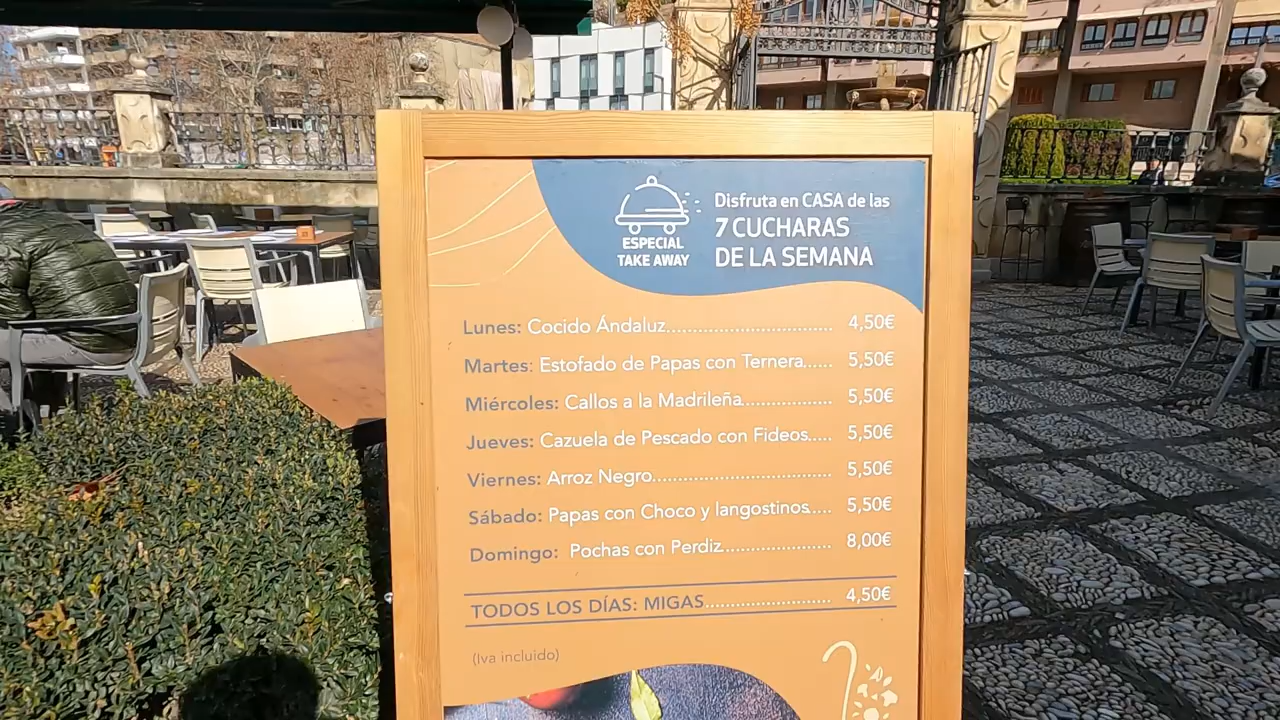 ESPECIAL
TAKE AWAY
Disfruta en CASA de las
7 CUCHARAS
DE LA SEMANA
Lunes: Cocido Ándaluz........................................ 4,50€
Martes: Estofado de Papas con Ternera...... 5,50€
Miércoles: Callos a la Madrileña.................... 5,50€
Jueves: Cazuela de Pescado con Fideos..... 5,50€
Viernes: Arroz Negro........................................ 5,50€
Sábado: Papas con Choco y langostinos..... 5,50€
Domingo: Pochas con Perdiz........................ 8,00€
TODOS LOS DÍAS: MIGAS........................... 4,50€
(Iva incluido)